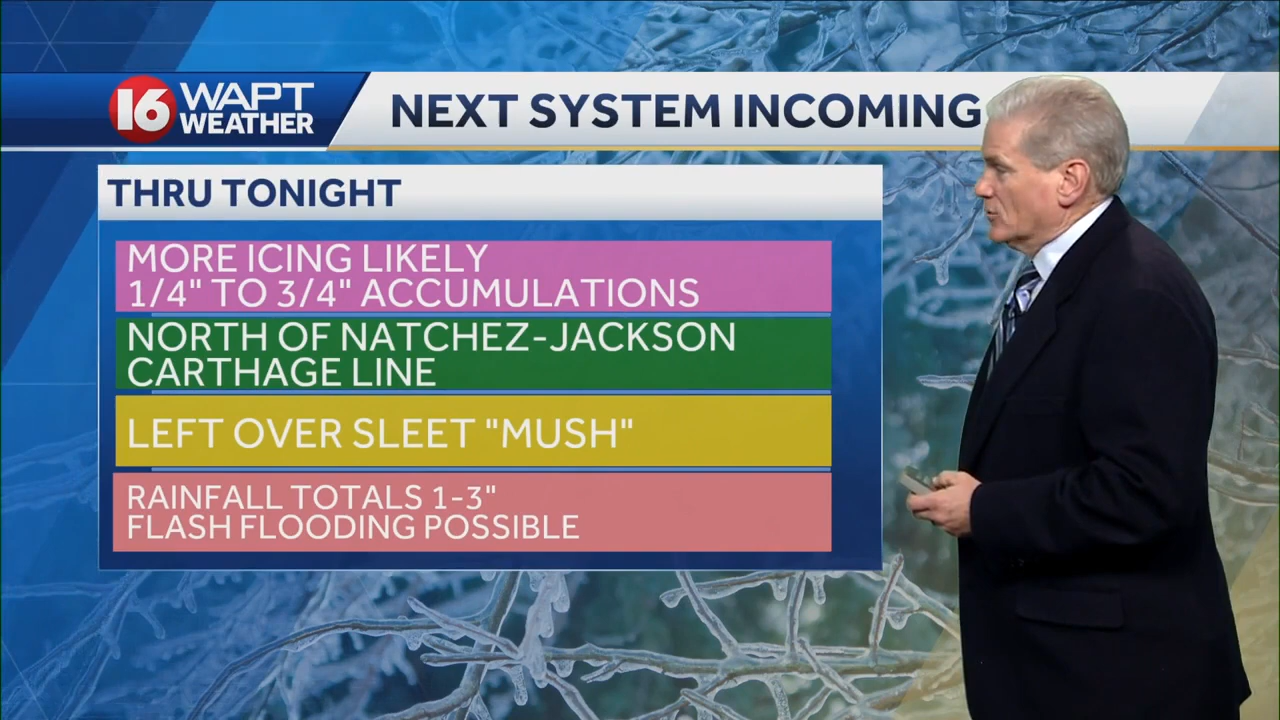 16 WAPT
WEATHER
NEXT SYSTEM INCOMING
THRU TONIGHT
MORE ICING LIKELY
1/4" TO 3/4" ACCUMULATIONS
NORTH OF NATCHEZ-JACKSON
CARTHAGE LINE
LEFT OVER SLEET "MUSH"
RAINFALL TOTALS 1-3"
FLASH FLOODING POSSIBLE